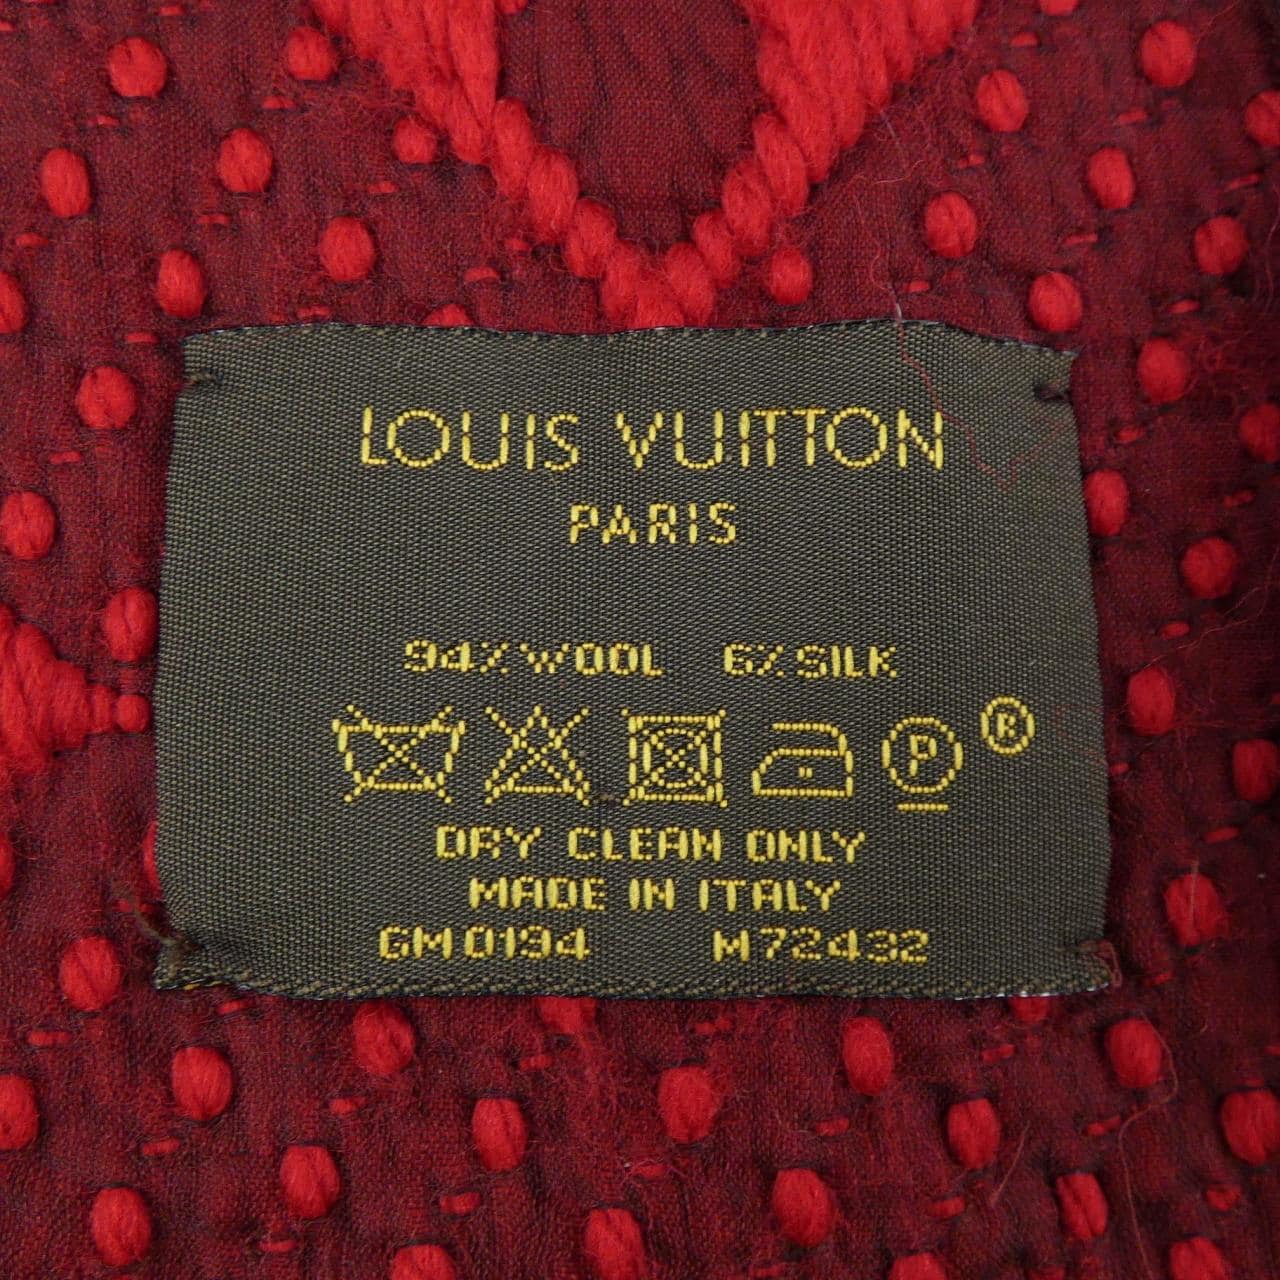 LOUIS VUITTON
PARIS
94% WOOL 6% SILK
P ®
DRY CLEAN ONLY
MADE IN ITALY
GM0194 M72432